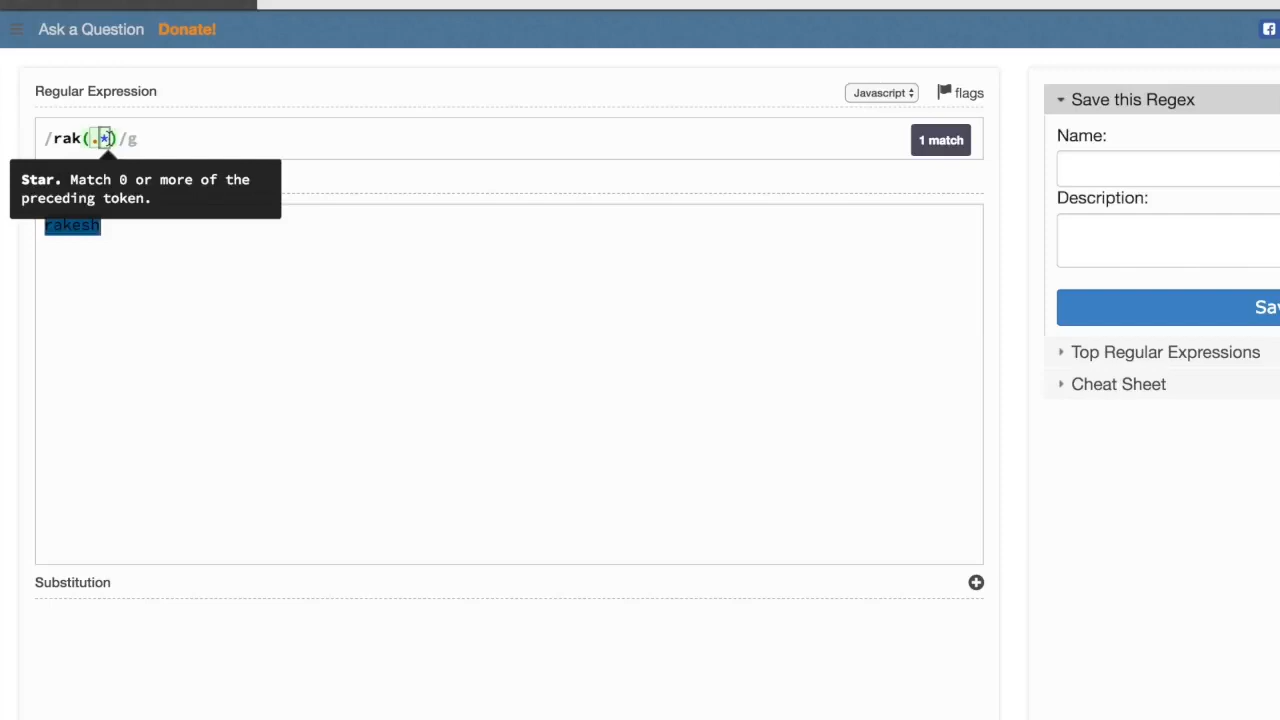 Ask a Question Donate!
Regular Expression
Javascript flags
/rak(.*)/g
1 match
Star. Match 0 or more of the
preceding token.
rakesh
Substitution
Save this Regex
Name:
Description:
Top Regular Expressions
Cheat Sheet